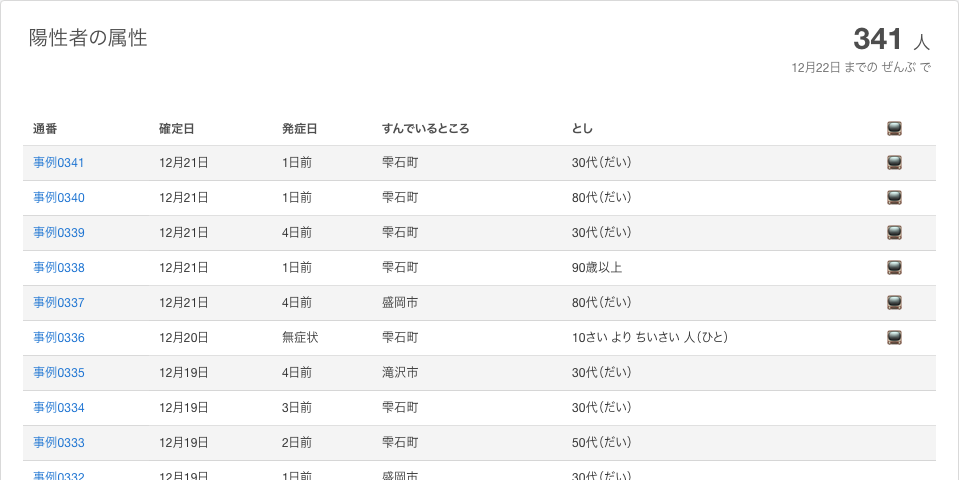 陽性者の属性
341 人
12月22日 までの ぜんぶ で
通番 確定日 発症日 すんでいるところ とし
事例0341 12月21日 1日前 雫石町 30代（だい）
事例0340 12月21日 1日前 雫石町 80代（だい）
事例0339 12月21日 4日前 雫石町 30代（だい）
事例0338 12月21日 1日前 雫石町 90歳以上
事例0337 12月21日 4日前 盛岡市 80代（だい）
事例0336 12月20日 無症状 雫石町 10さい より ちいさい 人（ひと）
事例0335 12月19日 4日前 滝沢市 30代（だい）
事例0334 12月19日 3日前 雫石町 30代（だい）
事例0333 12月19日 2日前 雫石町 50代（だい）
事例0332 12月19日 1日前 盛岡市 30代（だい）